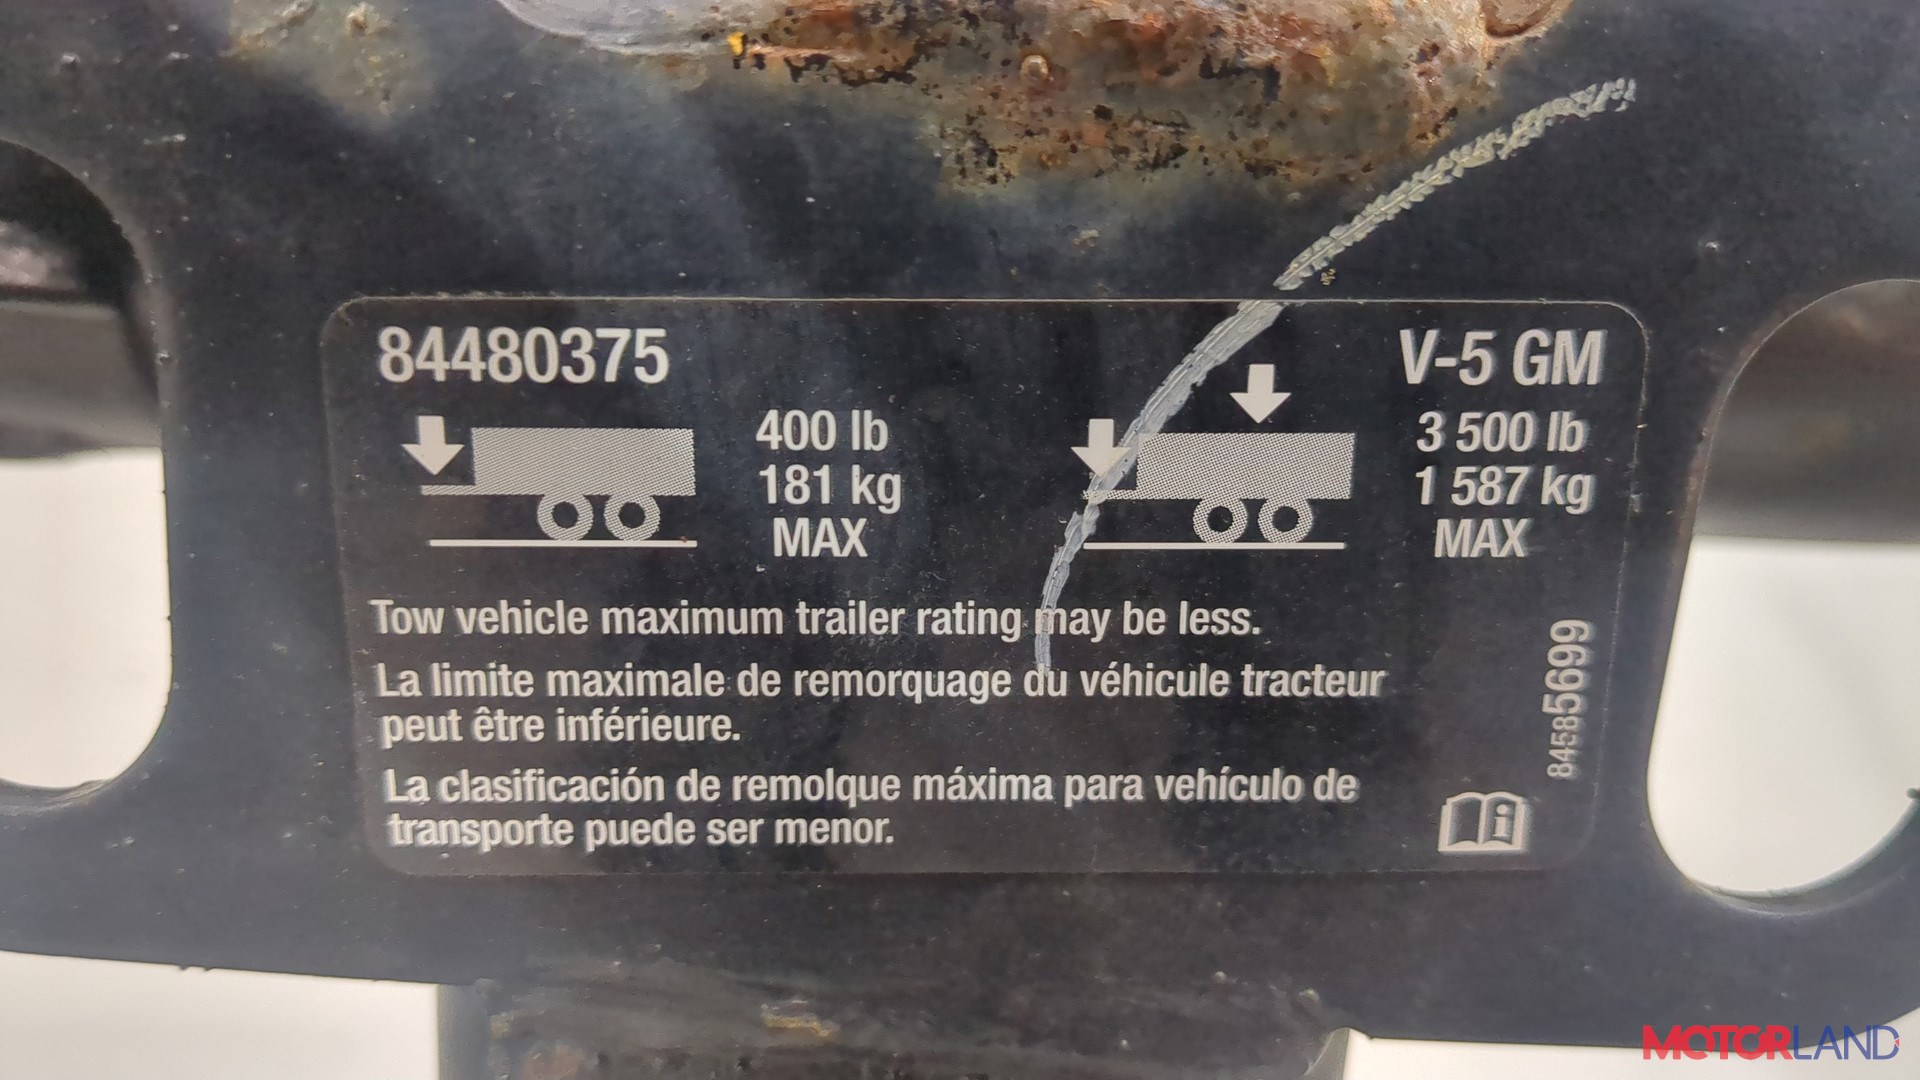 84480375
V-5 GM
400 lb
181 kg
MAX
3 500 lb
1 587 kg
MAX
Tow vehicle maximum trailer rating may be less.
La limite maximale de remorquage du véhicule tracteur
peut être inférieure.
La clasificación de remolque máxima para vehículo de
transporte puede ser menor.
84585699
MOTORLAND